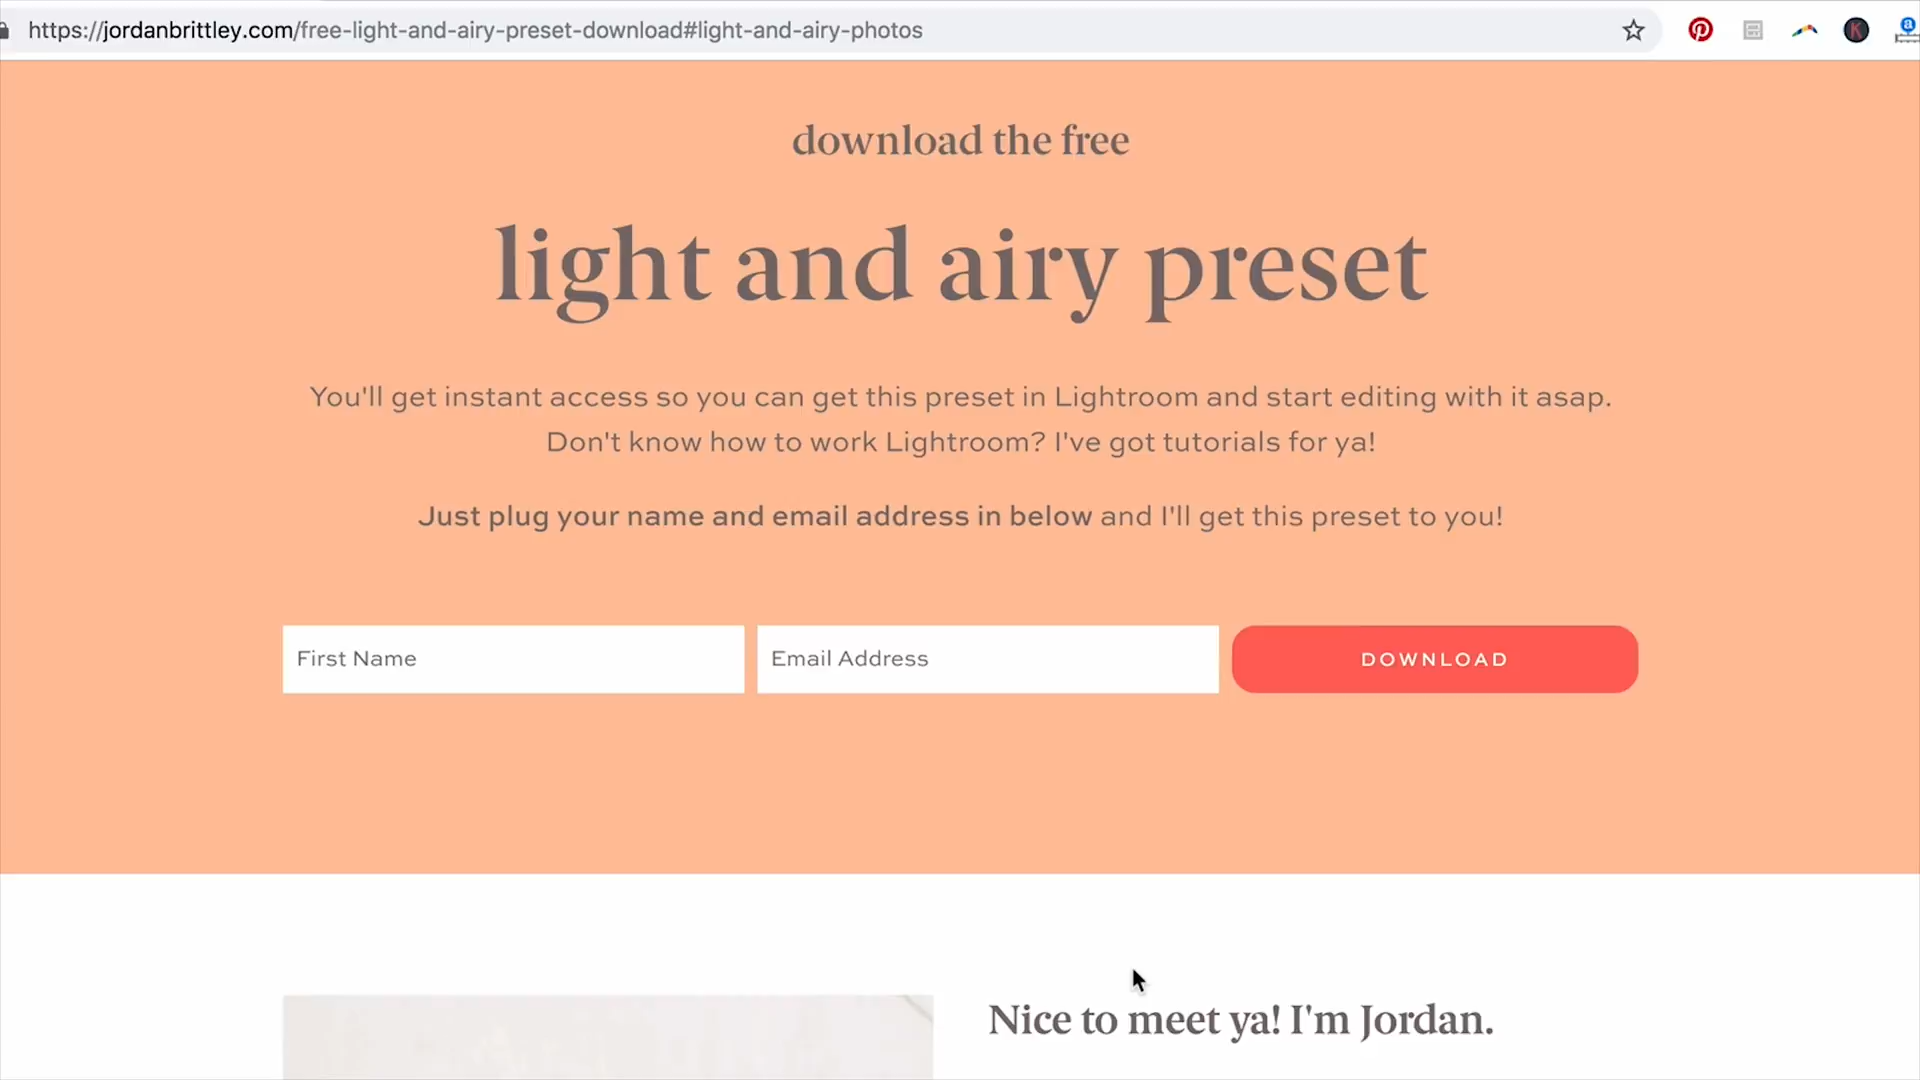 https://jordanbrittley.com/free-light-and-airy-preset-download#light-and-airy-photos
download the free
light and airy preset
You'll get instant access so you can get this preset in Lightroom and start editing with it asap.
Don't know how to work Lightroom? I've got tutorials for ya!
Just plug your name and email address in below and I'll get this preset to you!
First Name
Email Address
DOWNLOAD
Nice to meet ya! I'm Jordan.